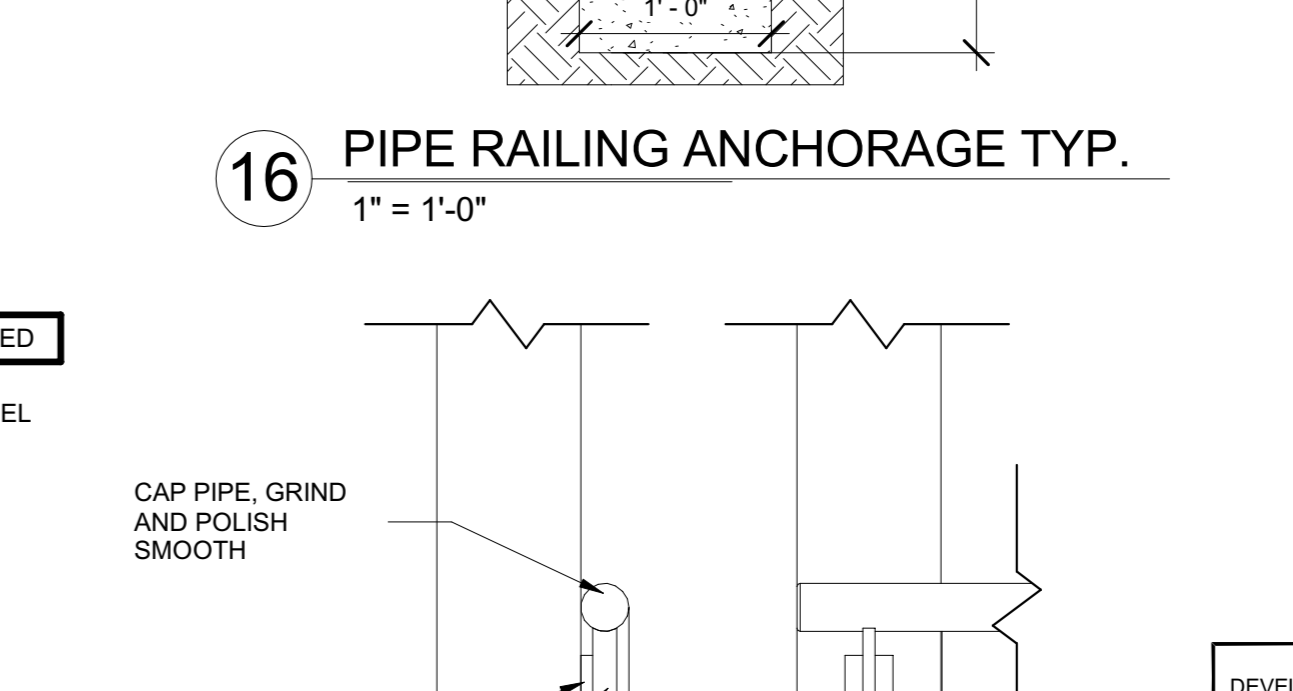 1' - 0"
16
PIPE RAILING ANCHORAGE TYP.
1" = 1'-0"
ED
EL
CAP PIPE, GRIND
AND POLISH
SMOOTH